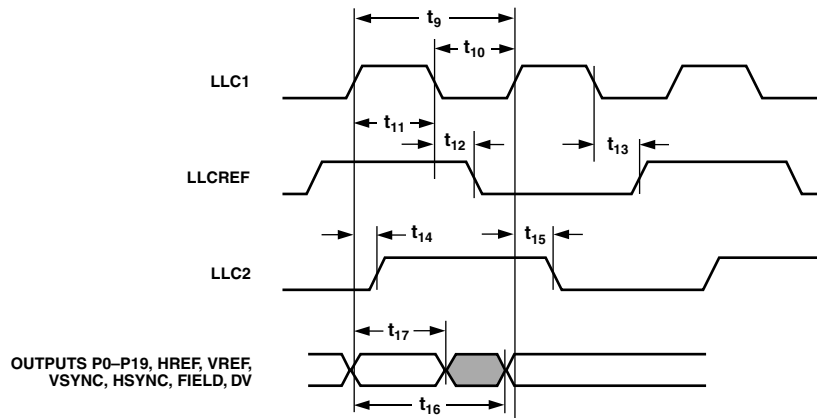 t9
t10
LLC1
t11
t12
t13
LLCREF
t14
t15
LLC2
t17
OUTPUTS P0–P19, HREF, VREF,
VSYNC, HSYNC, FIELD, DV
t16